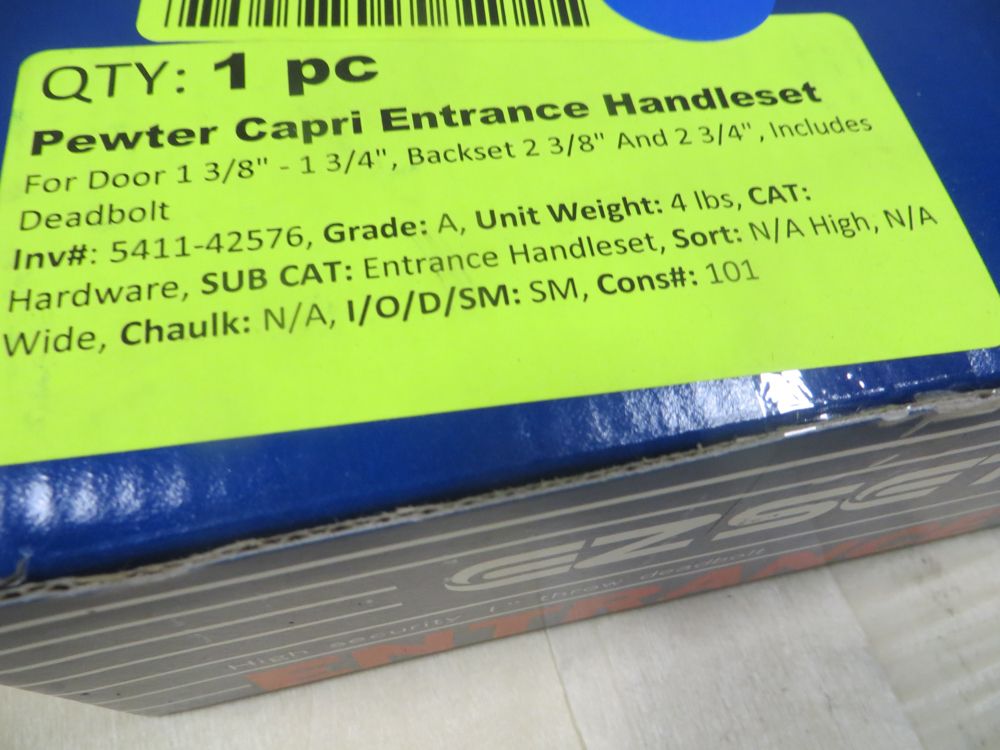 QTY: 1 pc
Pewter Capri Entrance Handleset
For Door 1 3/8" - 1 3/4", Backset 2 3/8" And 2 3/4", Includes
Deadbolt
Inv#: 5411-42576, Grade: A, Unit Weight: 4 lbs, CAT:
Hardware, SUB CAT: Entrance Handleset, Sort: N/A High, N/A
Wide, Chaulk: N/A, I/O/D/SM: SM, Cons#: 101
EZSET
High security 1" throw deadbolt